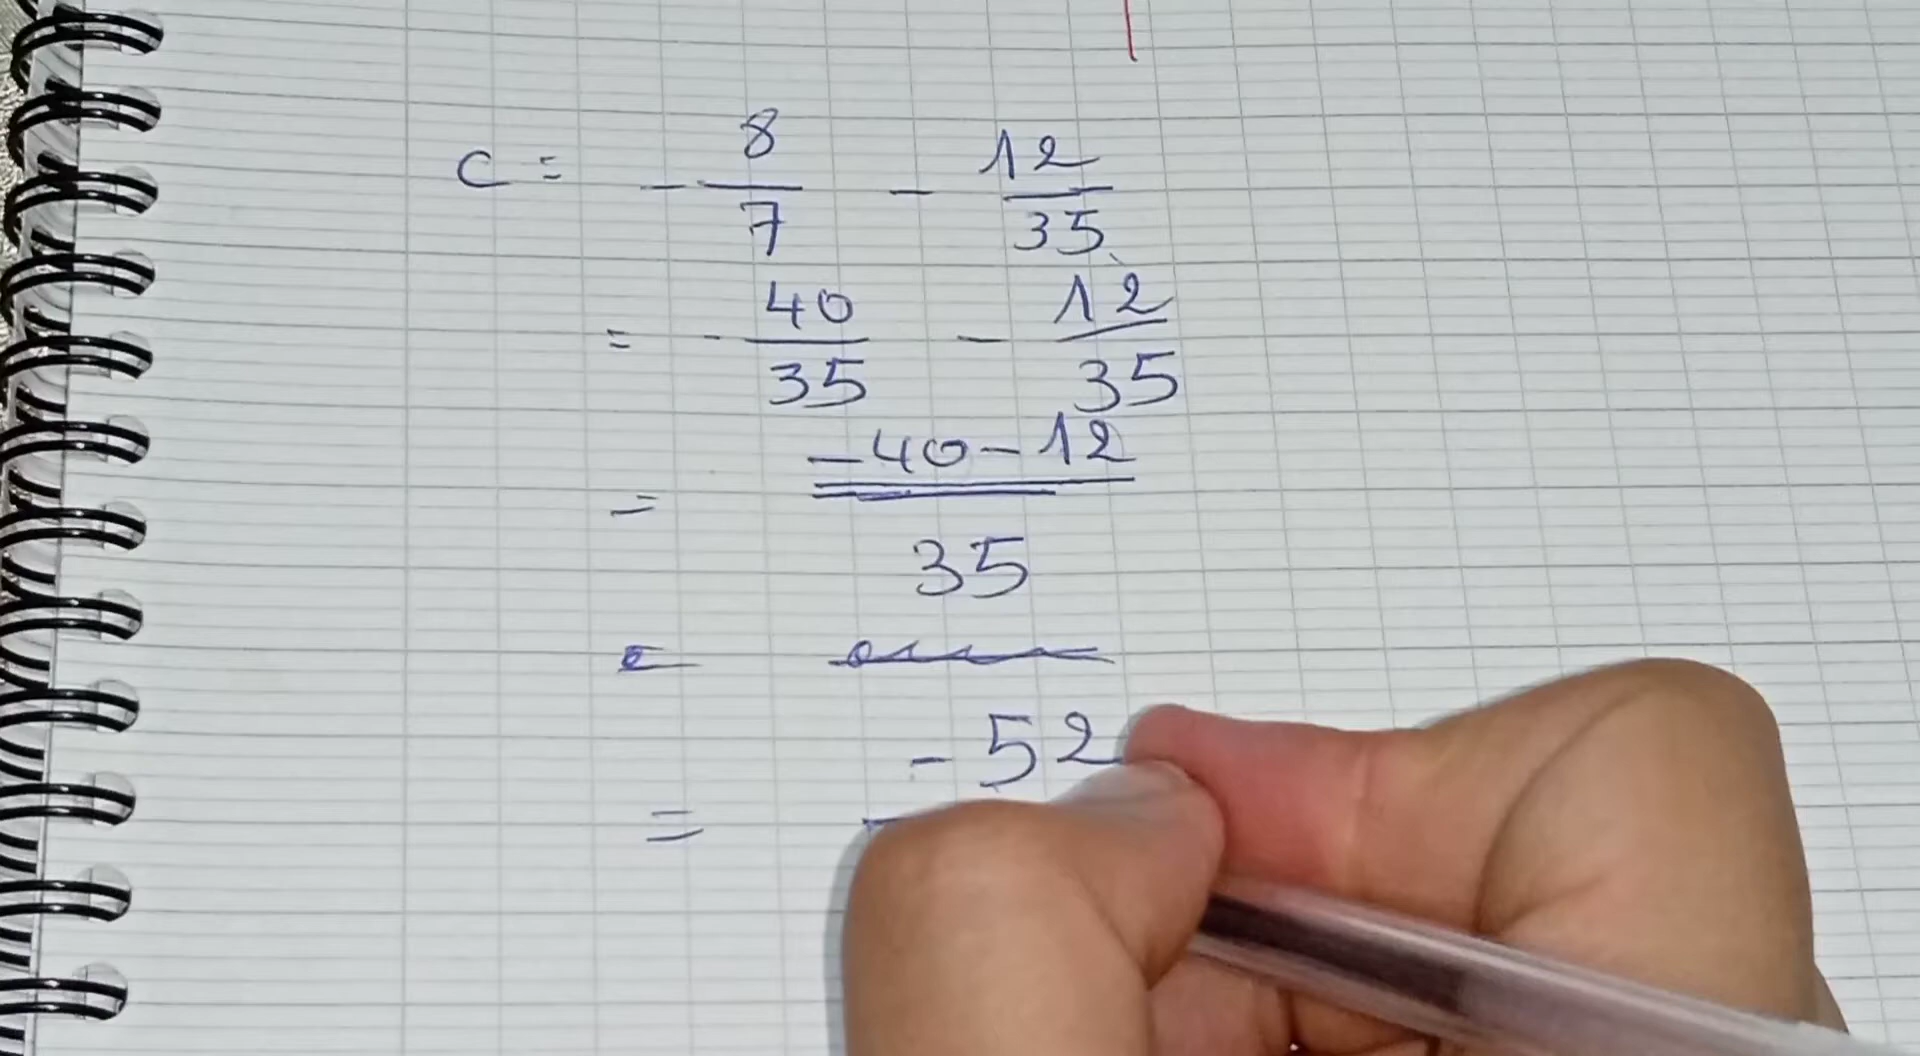 C = - 8/7 - 12/35
= - 40/35 - 12/35
= -40-12/35
= -52